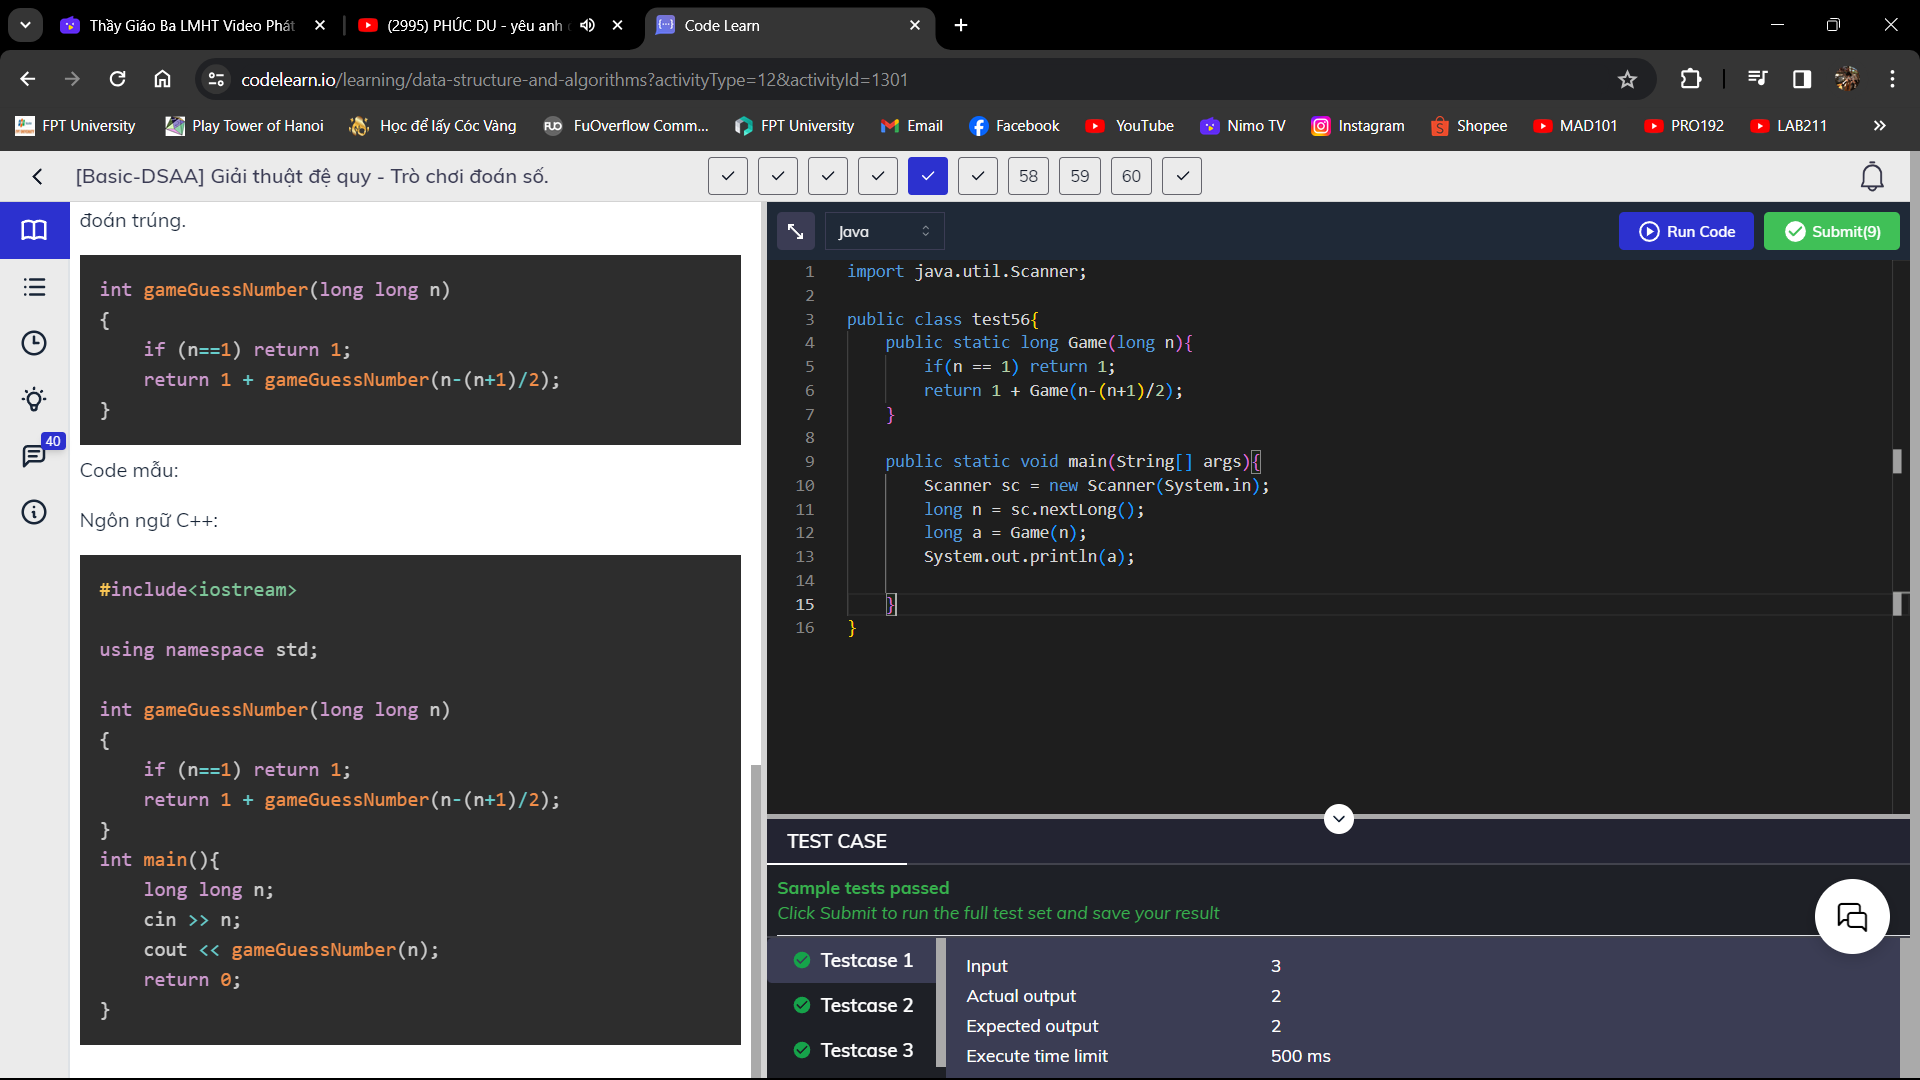 Thầy Giáo Ba LMHT Video Phát
(2995) PHÚC DU - yêu anh
Code Learn
codelearn.io/learning/data-structure-and-algorithms?activityType=12&activityId=1301
FPT University
Play Tower of Hanoi
Học để lấy Cóc Vàng
FuOverflow Comm...
FPT University
Email
Facebook
YouTube
Nimo TV
Instagram
Shopee
MAD101
PRO192
LAB211
[Basic-DSAA] Giải thuật đệ quy - Trò chơi đoán số.
58
59
60
40
đoán trúng.
int gameGuessNumber(long long n)
{
if (n==1) return 1;
return 1 + gameGuessNumber(n-(n+1)/2);
}
Code mẫu:
Ngôn ngữ C++:
#include<iostream>
using namespace std;
int gameGuessNumber(long long n)
{
if (n==1) return 1;
return 1 + gameGuessNumber(n-(n+1)/2);
}
int main(){
long long n;
cin >> n;
cout << gameGuessNumber(n);
return 0;
}
Java
Run Code
Submit(9)
1 import java.util.Scanner;
2
3 public class test56{
4 public static long Game(long n){
5 if(n == 1) return 1;
6 return 1 + Game(n-(n+1)/2);
7 }
8
9 public static void main(String[] args){
10 Scanner sc = new Scanner(System.in);
11 long n = sc.nextLong();
12 long a = Game(n);
13 System.out.println(a);
14
15 }
16 }
TEST CASE
Sample tests passed
Click Submit to run the full test set and save your result
Testcase 1
Testcase 2
Testcase 3
Input 3
Actual output 2
Expected output 2
Execute time limit 500 ms